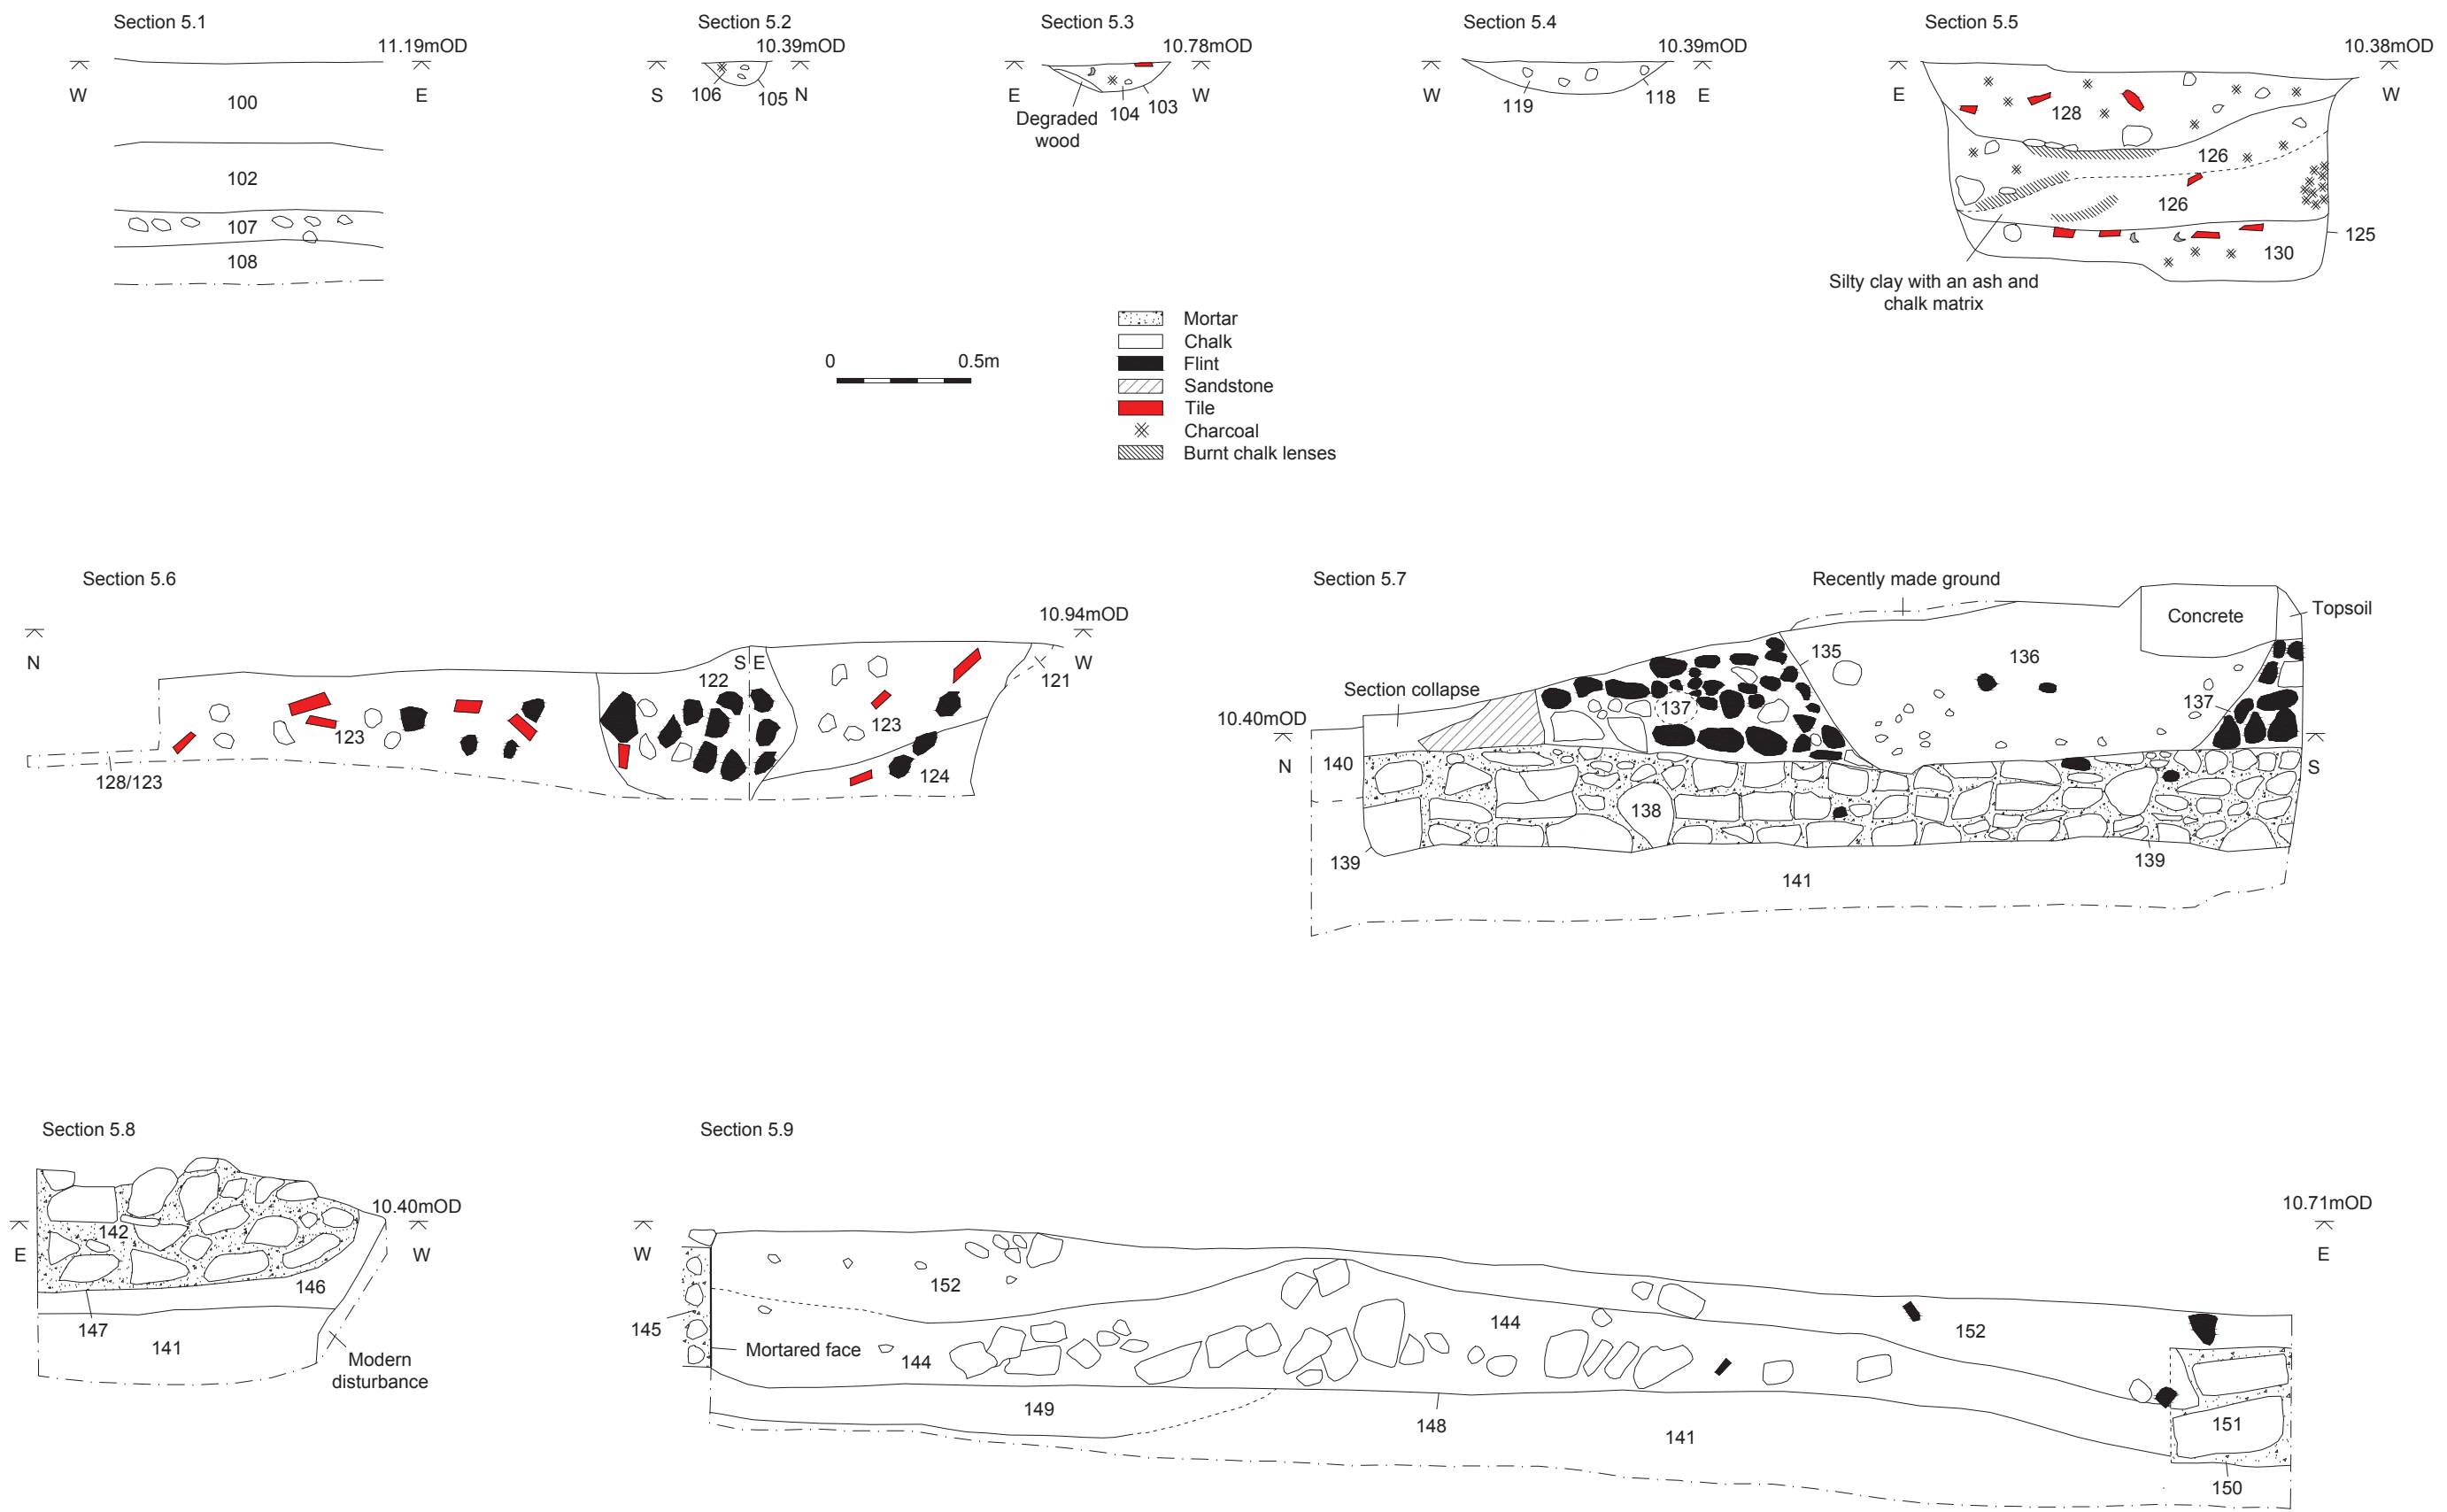 Section 5.1
11.19mOD
W
E
100
102
107
108
Section 5.2
10.39mOD
S
N
106
105
Section 5.3
10.78mOD
E
W
Degraded
wood
104
103
Section 5.4
10.39mOD
W
E
119
118
Section 5.5
10.38mOD
E
W
128
126
126
125
130
Silty clay with an ash and
chalk matrix
0
0.5m
Mortar
Chalk
Flint
Sandstone
Tile
Charcoal
Burnt chalk lenses
Section 5.6
10.94mOD
N
W
S
E
122
121
123
123
124
128/123
Section 5.7
Recently made ground
Concrete
Topsoil
135
136
Section collapse
137
137
10.40mOD
N
S
140
138
139
139
141
Section 5.8
10.40mOD
E
W
142
146
147
141
Modern
disturbance
Section 5.9
10.71mOD
W
E
152
145
Mortared face
144
144
152
149
148
141
151
150